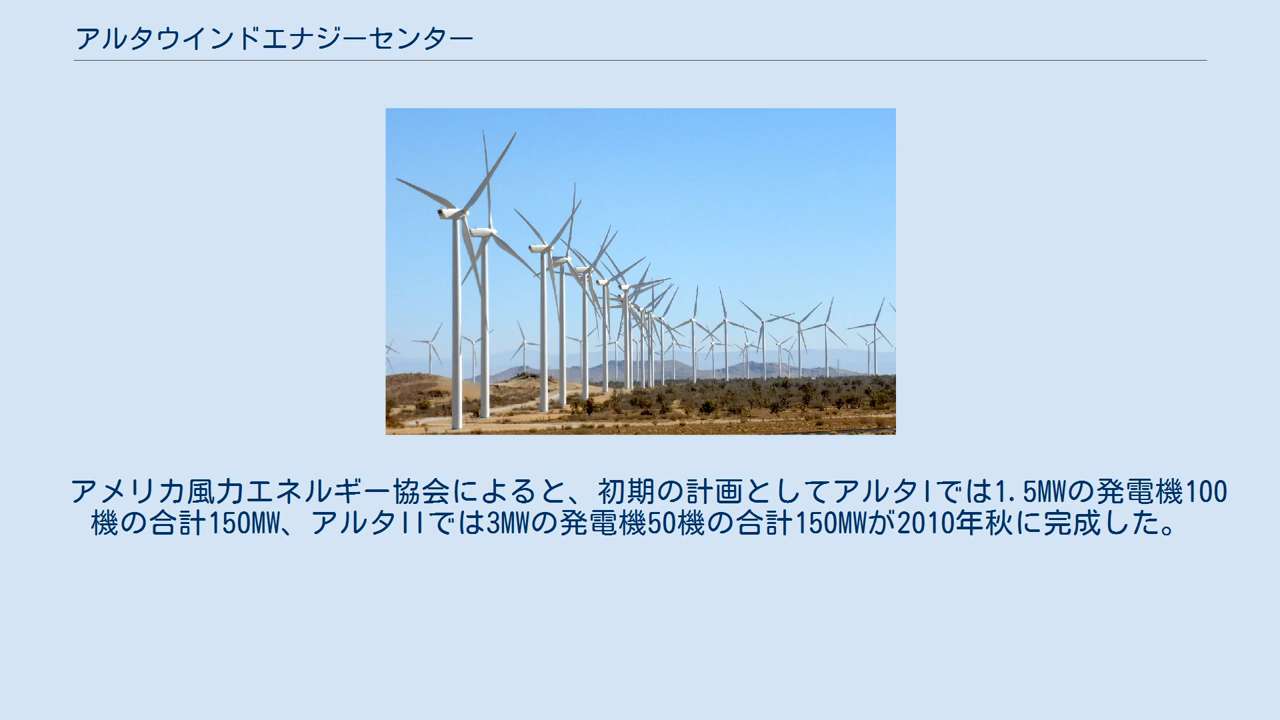 アルタウインドエナジーセンター
アメリカ風力エネルギー協会によると、初期の計画としてアルタIでは1.5MWの発電機100
機の合計150MW、アルタIIでは3MWの発電機50機の合計150MWが2010年秋に完成した。